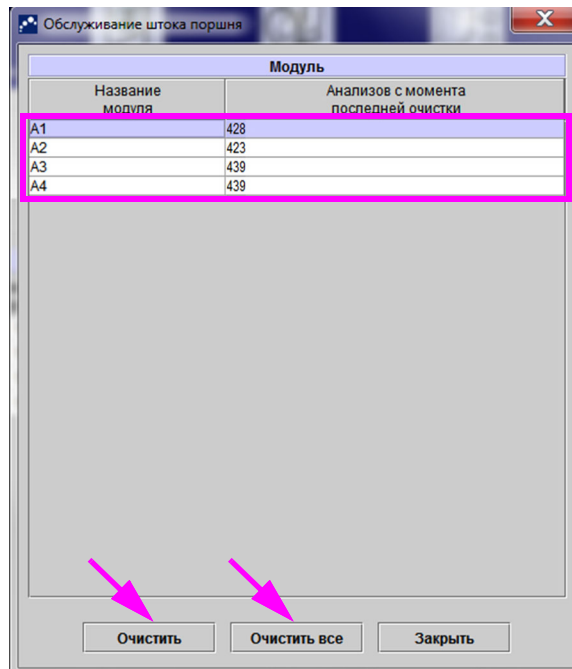 Обслуживание штока поршня
Модуль
Название модуля
Анализов с момента последней очистки
A1 428
A2 423
A3 439
A4 439
Очистить Очистить все Закрыть